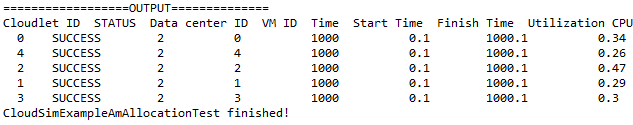 ===================OUTPUT===============
Cloudlet ID STATUS Data center ID VM ID Time Start Time Finish Time Utilization CPU
0 SUCCESS 2 0 1000 0.1 1000.1 0.34
4 SUCCESS 2 4 1000 0.1 1000.1 0.26
2 SUCCESS 2 2 1000 0.1 1000.1 0.47
1 SUCCESS 2 1 1000 0.1 1000.1 0.29
3 SUCCESS 2 3 1000 0.1 1000.1 0.3
CloudSimExampleAmAllocationTest finished!